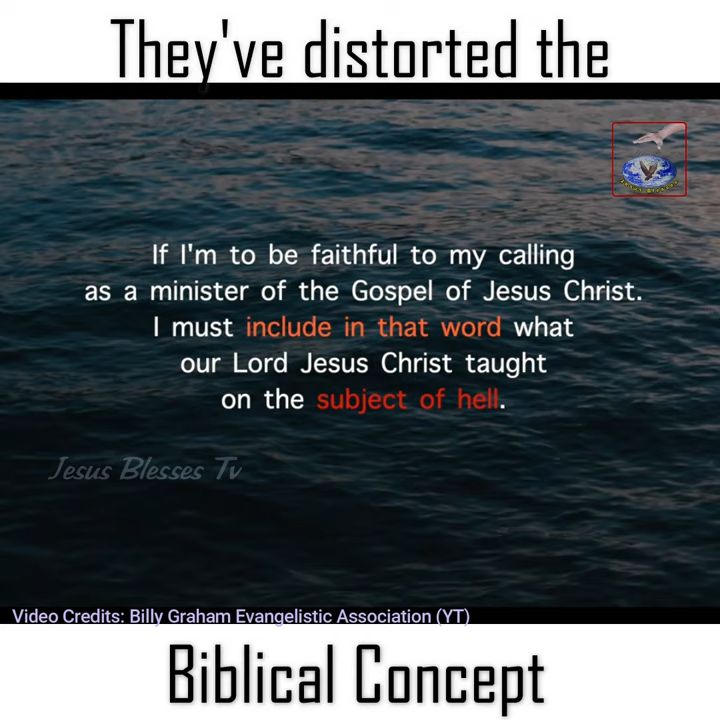 They've distorted the
If I'm to be faithful to my calling
as a minister of the Gospel of Jesus Christ.
I must include in that word what
our Lord Jesus Christ taught
on the subject of hell.
Jesus Blesses Tv
Video Credits: Billy Graham Evangelistic Association (YT)
Biblical Concept